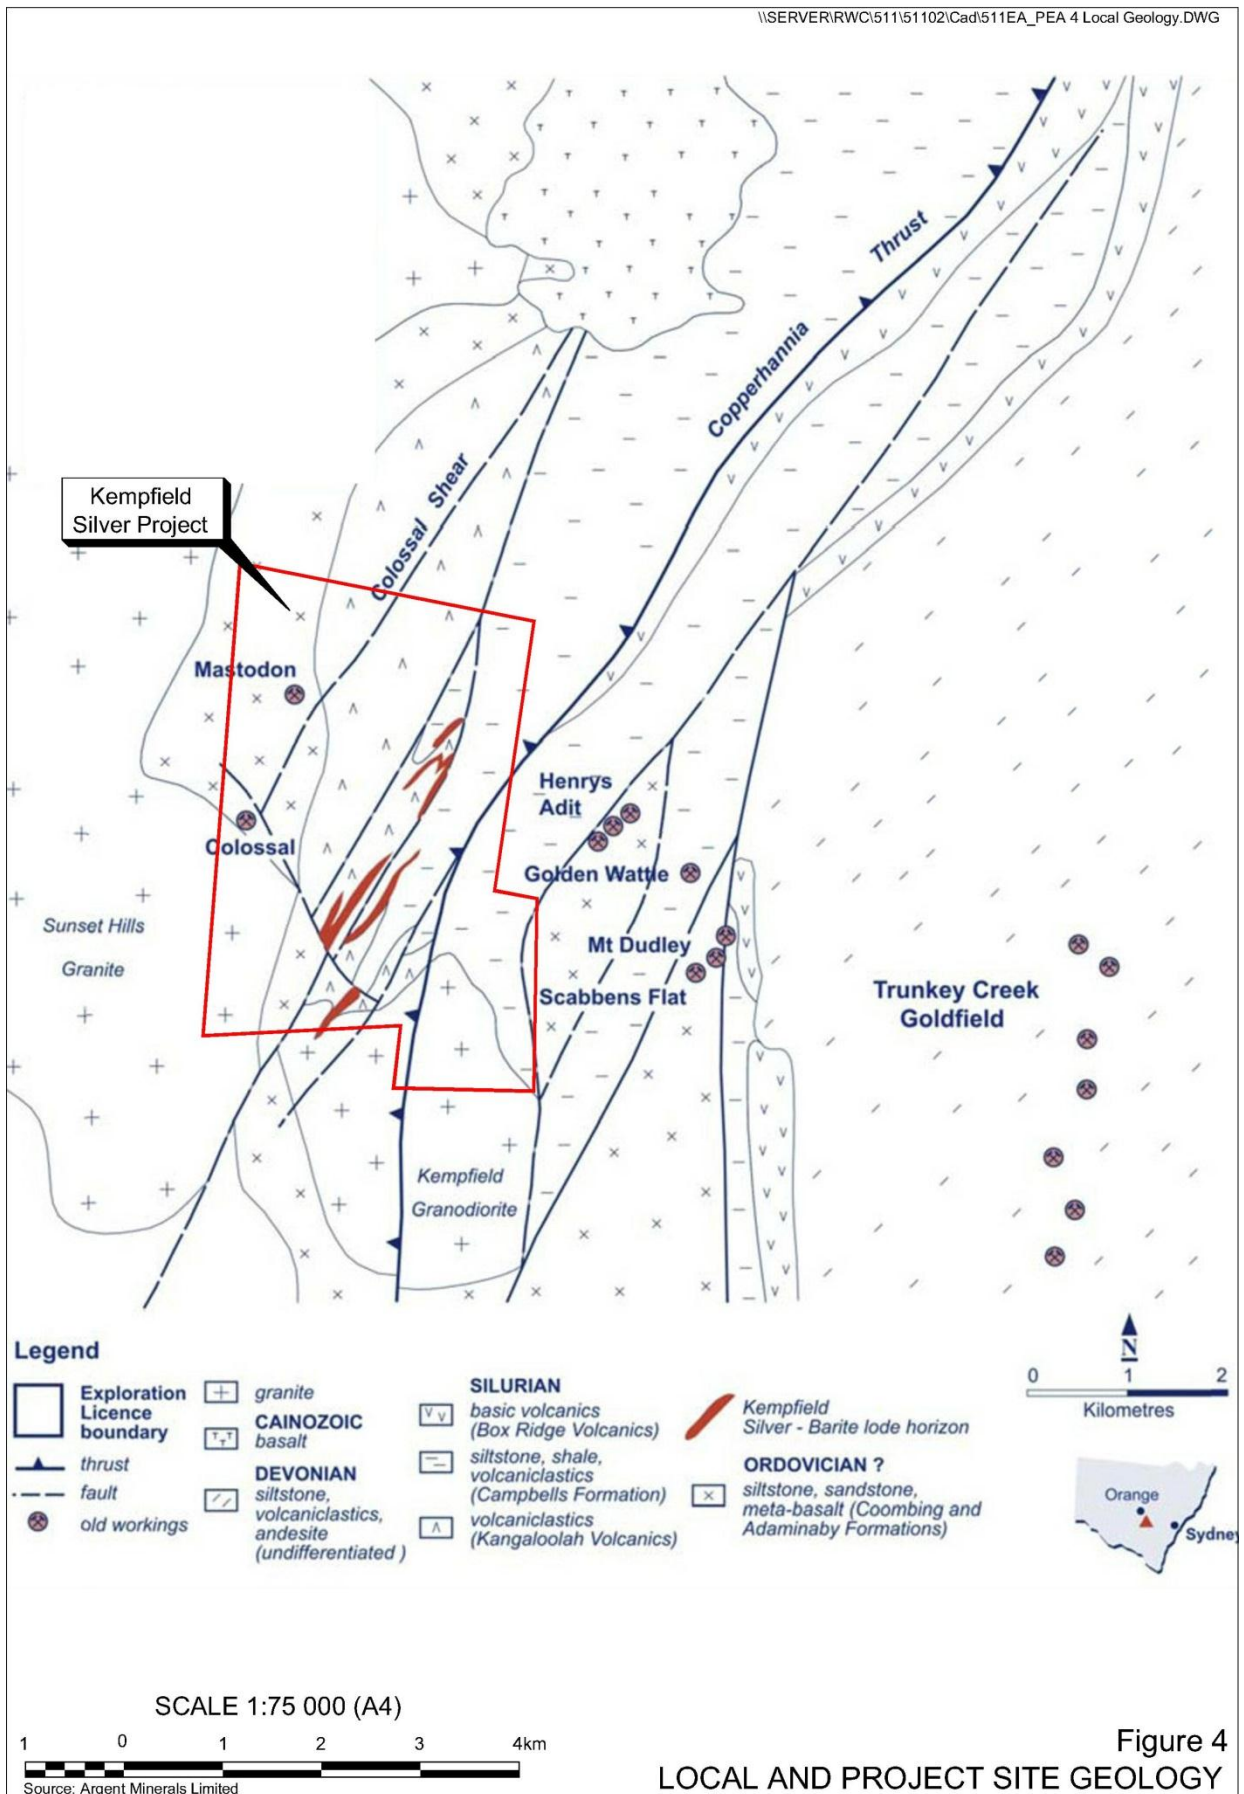 \\SERVER\RWC\511\51102\Cad\511EA_PEA 4 Local Geology.DWG
Thrust
Copperhannia
Colossal Shear
Kempfield
Silver Project
Mastodon
Henrys
Adit
Colossal
Golden Wattle
Sunset Hills
Granite
Mt Dudley
Scabbens Flat
Trunkey Creek
Goldfield
Kempfield
Granodiorite
Legend
Exploration
Licence
boundary
thrust
fault
old workings
granite
CAINOZOIC
basalt
DEVONIAN
siltstone,
volcaniclastics,
andesite
(undifferentiated )
SILURIAN
basic volcanics
(Box Ridge Volcanics)
siltstone, shale,
volcaniclastics
(Campbells Formation)
volcaniclastics
(Kangaloolah Volcanics)
Kempfield
Silver - Barite lode horizon
ORDOVICIAN ?
siltstone, sandstone,
meta-basalt (Coombing and
Adaminaby Formations)
N
0 1 2
Kilometres
Orange
Sydney
SCALE 1:75 000 (A4)
1 0 1 2 3 4km
Source: Argent Minerals Limited
Figure 4
LOCAL AND PROJECT SITE GEOLOGY